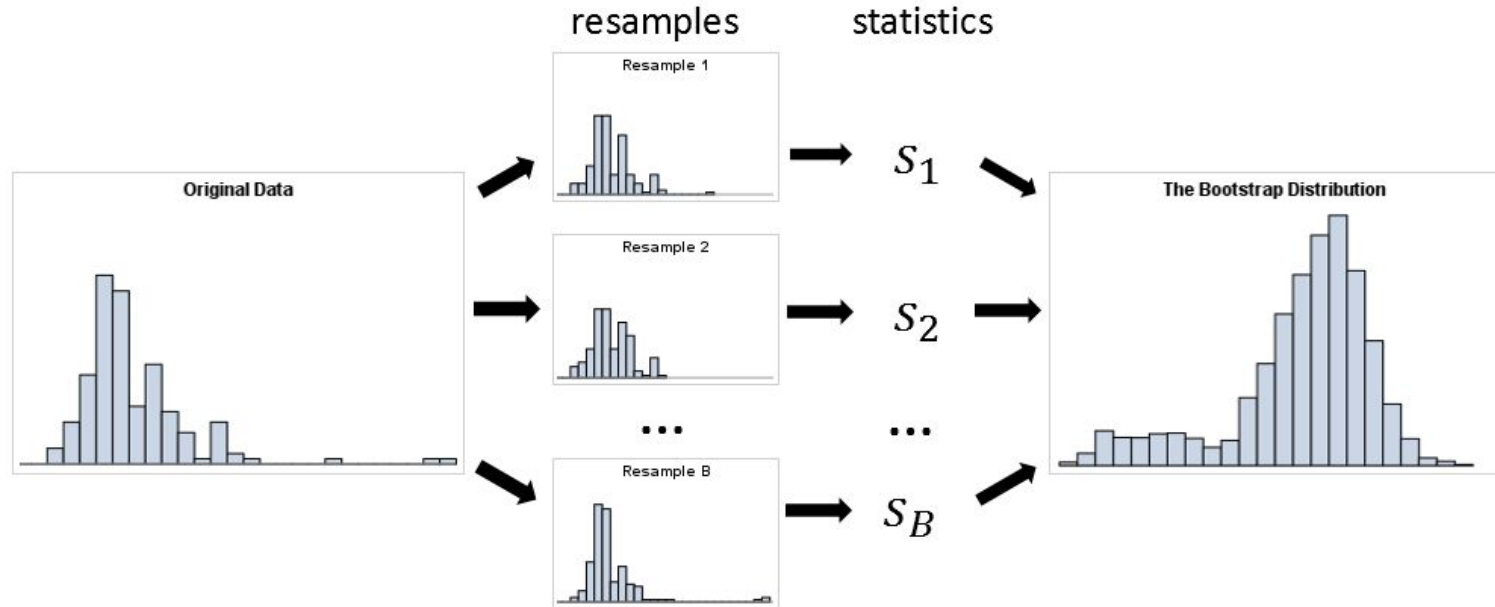 resamples
statistics
Original Data
Resample 1
Resample 2
...
Resample B
S1
S2
...
SB
The Bootstrap Distribution